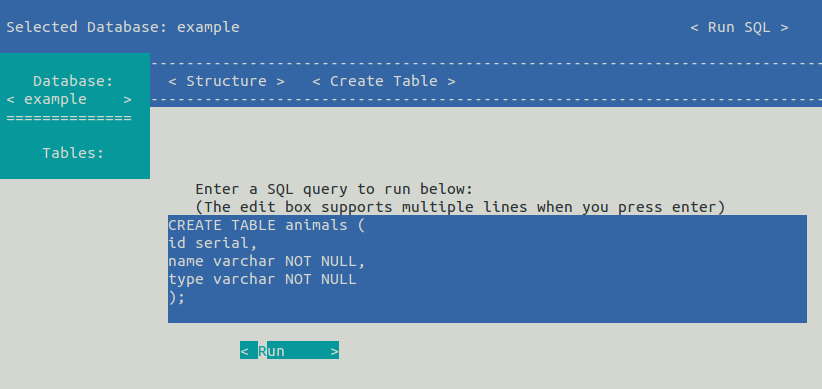 Selected Database: example < Run SQL >
Database:
< example >
==============
Tables:
< Structure > < Create Table >
Enter a SQL query to run below:
(The edit box supports multiple lines when you press enter)
CREATE TABLE animals (
id serial,
name varchar NOT NULL,
type varchar NOT NULL
);
< Run >